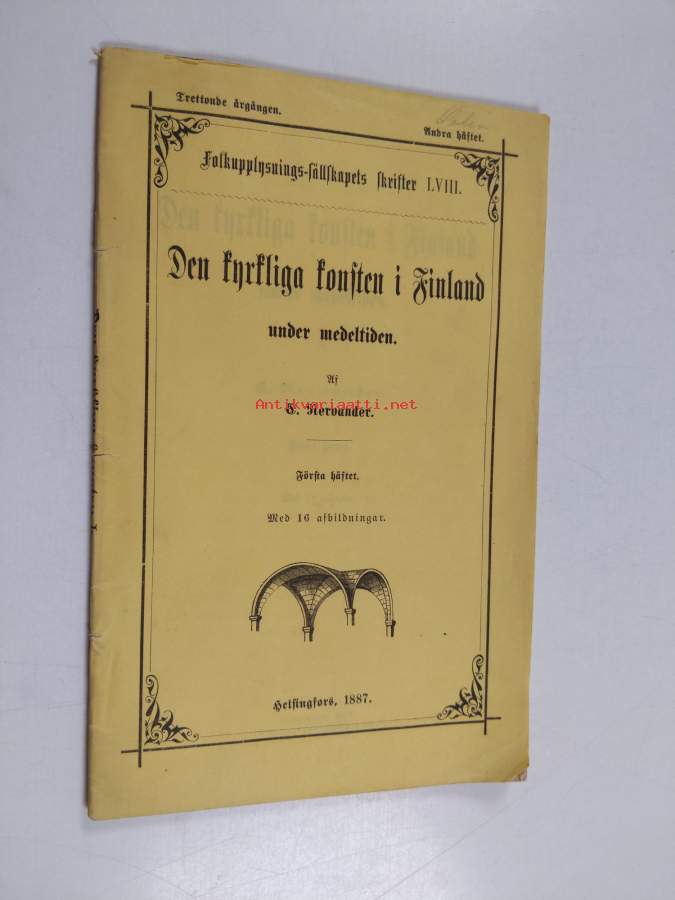 Trettonde årgången.
Andra häftet.
Folkupplysnings-sällskapets skrifter LVIII.
Den kyrkliga konsten i Finland
under medeltiden.
Af
Antikvariaatti.net
E. Nervander.
Första häftet.
Med 16 afbildningar.
Helsingfors, 1887.